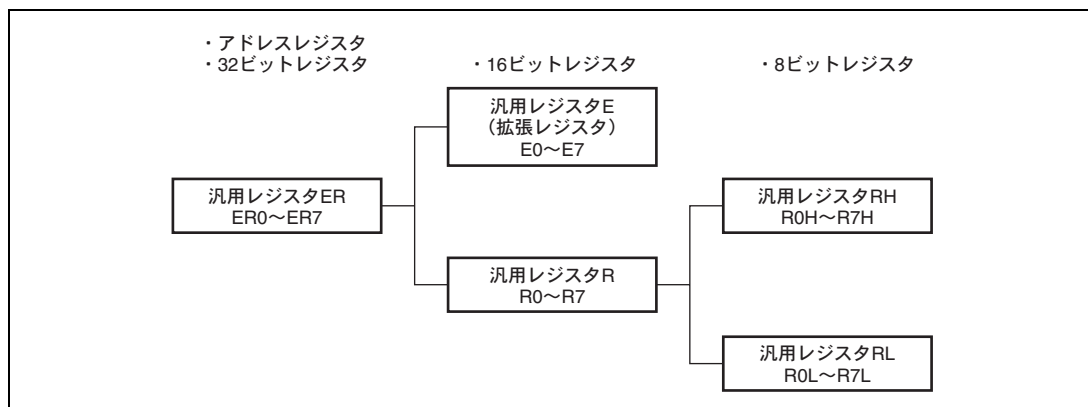 ・アドレスレジスタ
・32ビットレジスタ
・16ビットレジスタ
・8ビットレジスタ
汎用レジスタE
(拡張レジスタ)
E0～E7
汎用レジスタER
ER0～ER7
汎用レジスタRH
R0H～R7H
汎用レジスタR
R0～R7
汎用レジスタRL
R0L～R7L